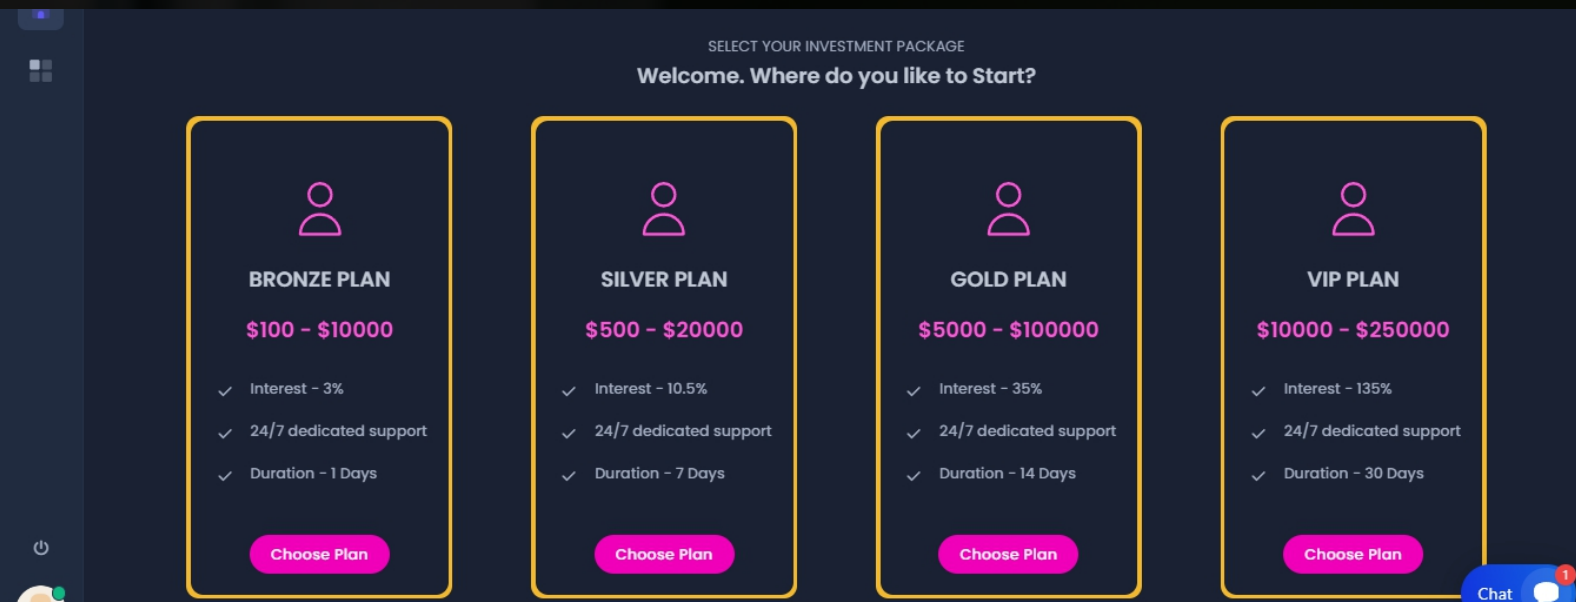 SELECT YOUR INVESTMENT PACKAGE
Welcome. Where do you like to Start?
BRONZE PLAN
$100 - $10000
Interest - 3%
24/7 dedicated support
Duration - 1 Days
Choose Plan
SILVER PLAN
$500 - $20000
Interest - 10.5%
24/7 dedicated support
Duration - 7 Days
Choose Plan
GOLD PLAN
$5000 - $100000
Interest - 35%
24/7 dedicated support
Duration - 14 Days
Choose Plan
VIP PLAN
$10000 - $250000
Interest - 135%
24/7 dedicated support
Duration - 30 Days
Choose Plan
Chat
1